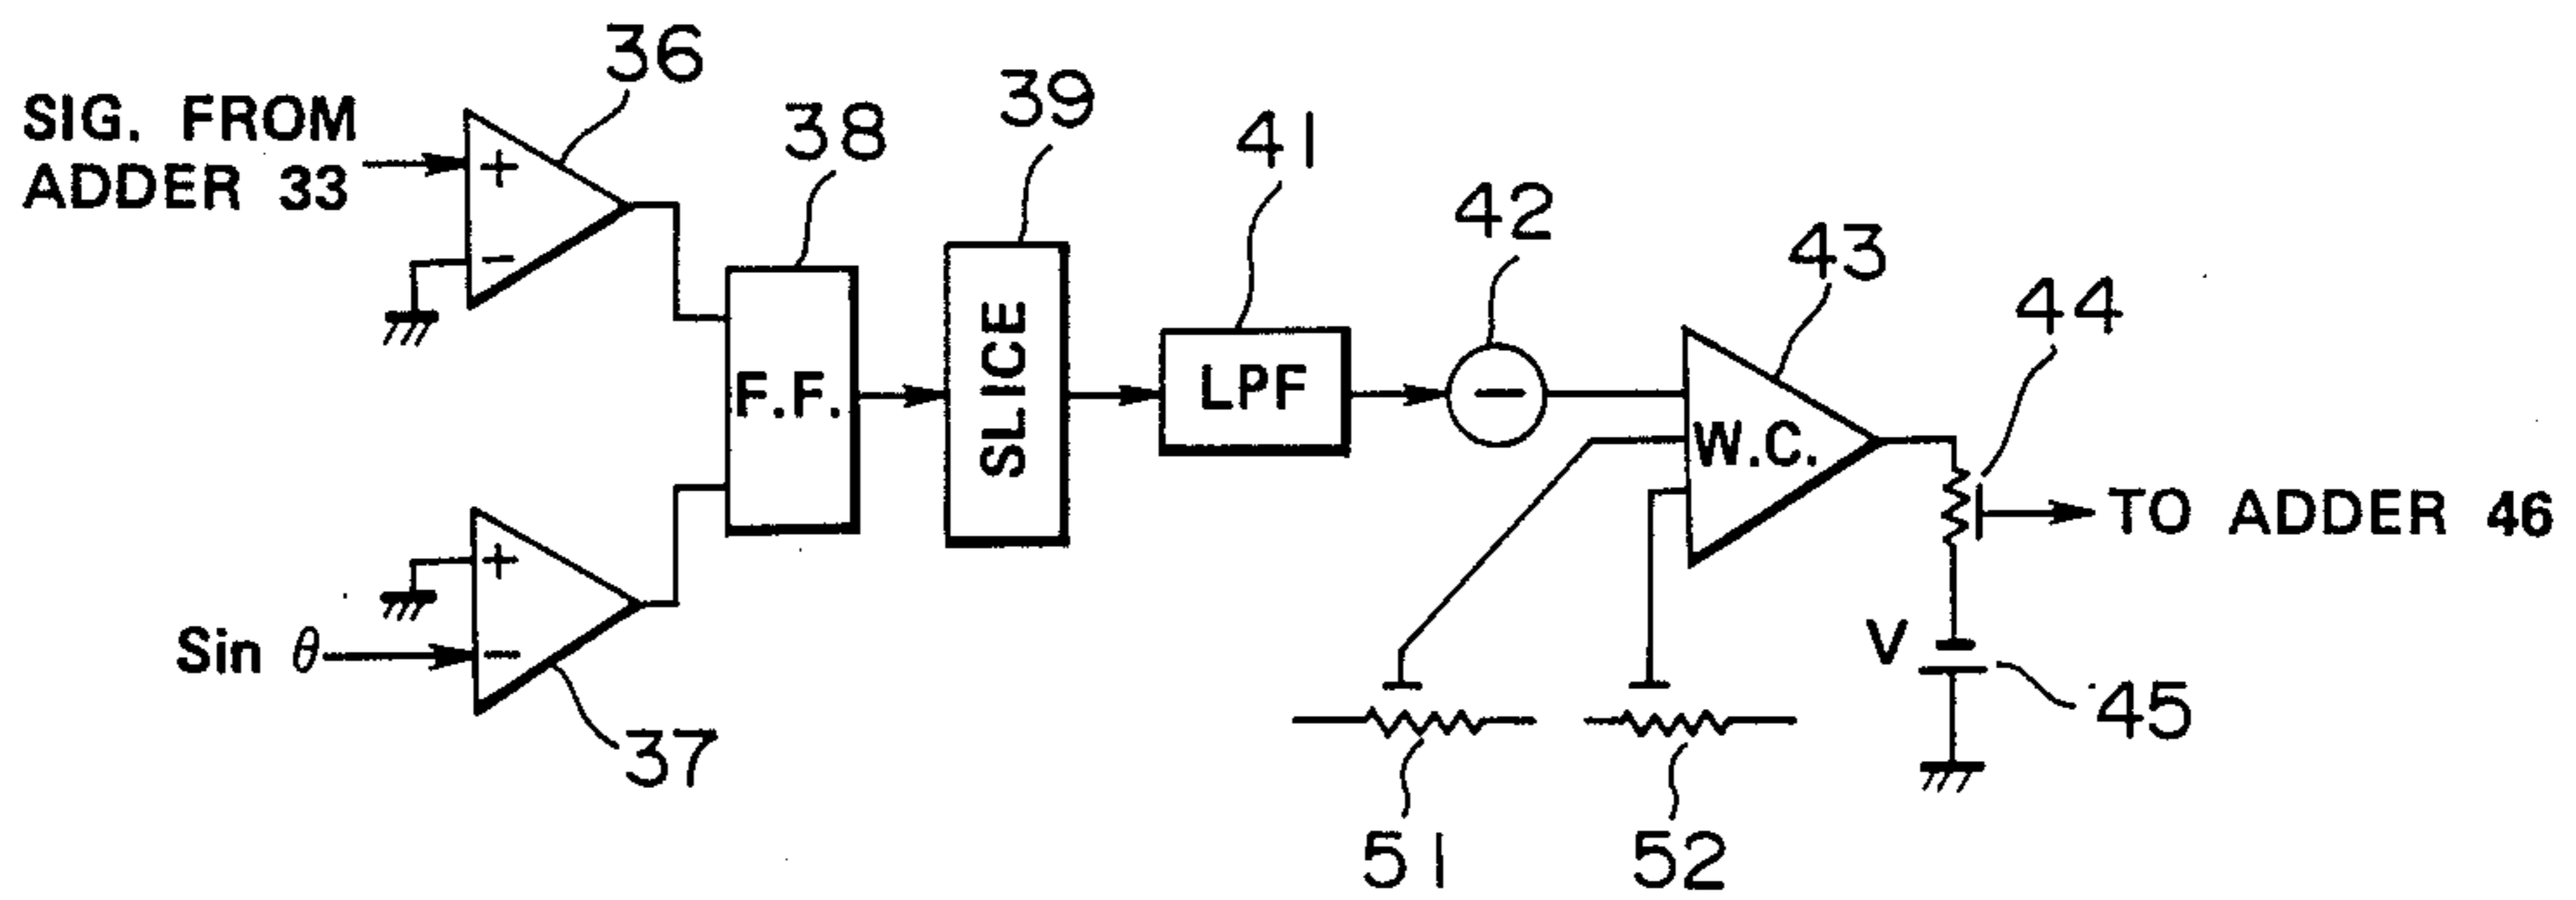 36
SIG. FROM
ADDER 33
+
−
38
39
41
42
43
44
F.F.
SLICE
LPF
−
W.C.
TO ADDER 46
+
Sin θ
−
37
V
45
51
52